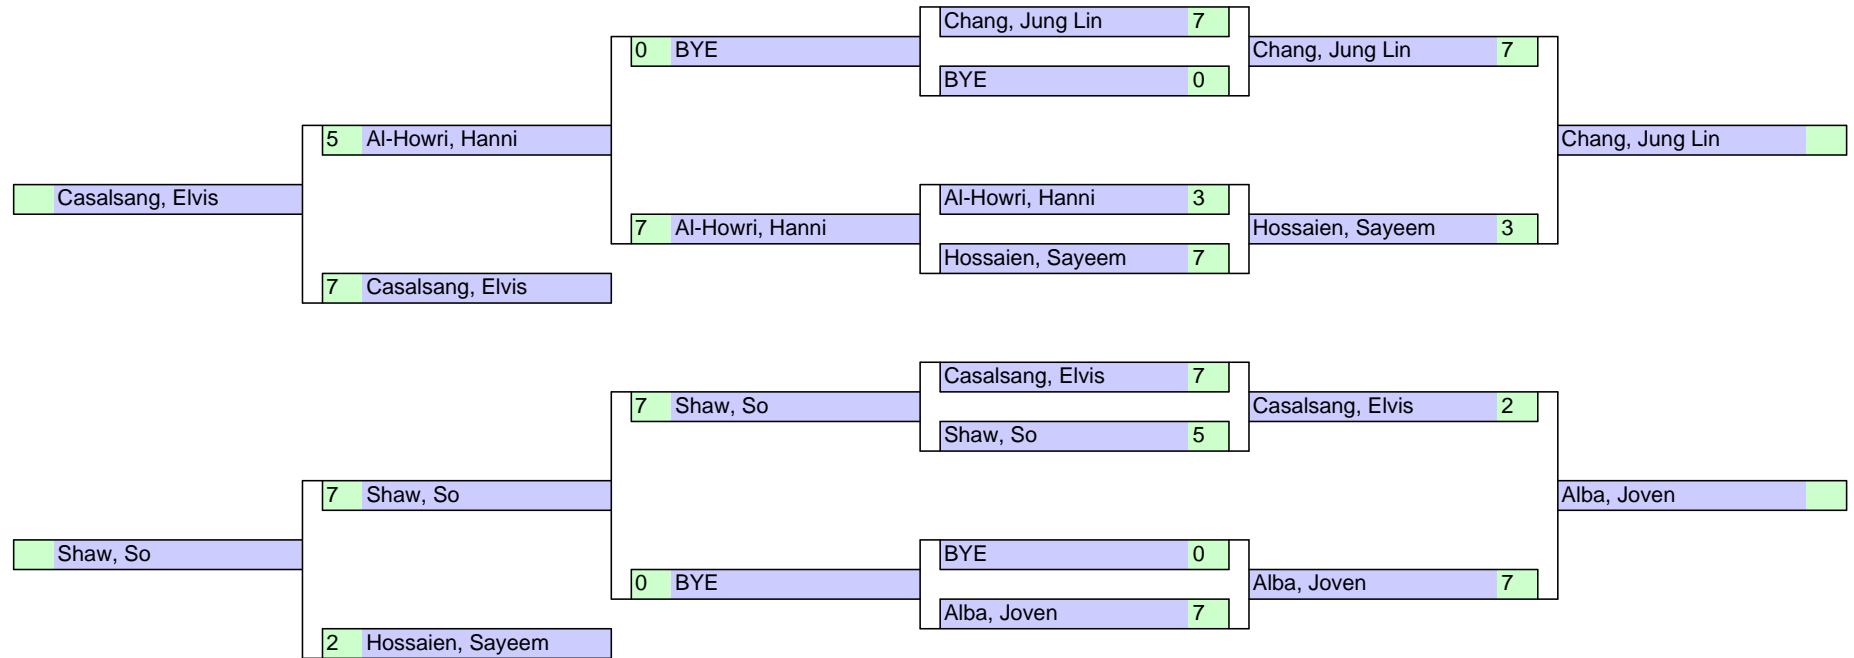 Chang, Jung Lin 7
0 BYE
Chang, Jung Lin 7
BYE 0
5 Al-Howri, Hanni
Chang, Jung Lin
Casalsang, Elvis
Al-Howri, Hanni 3
7 Al-Howri, Hanni
Hossaien, Sayeem 3
Hossaien, Sayeem 7
7 Casalsang, Elvis
Casalsang, Elvis 7
7 Shaw, So
Casalsang, Elvis 2
Shaw, So 5
7 Shaw, So
Alba, Joven
Shaw, So
BYE 0
0 BYE
Alba, Joven 7
Alba, Joven 7
2 Hossaien, Sayeem